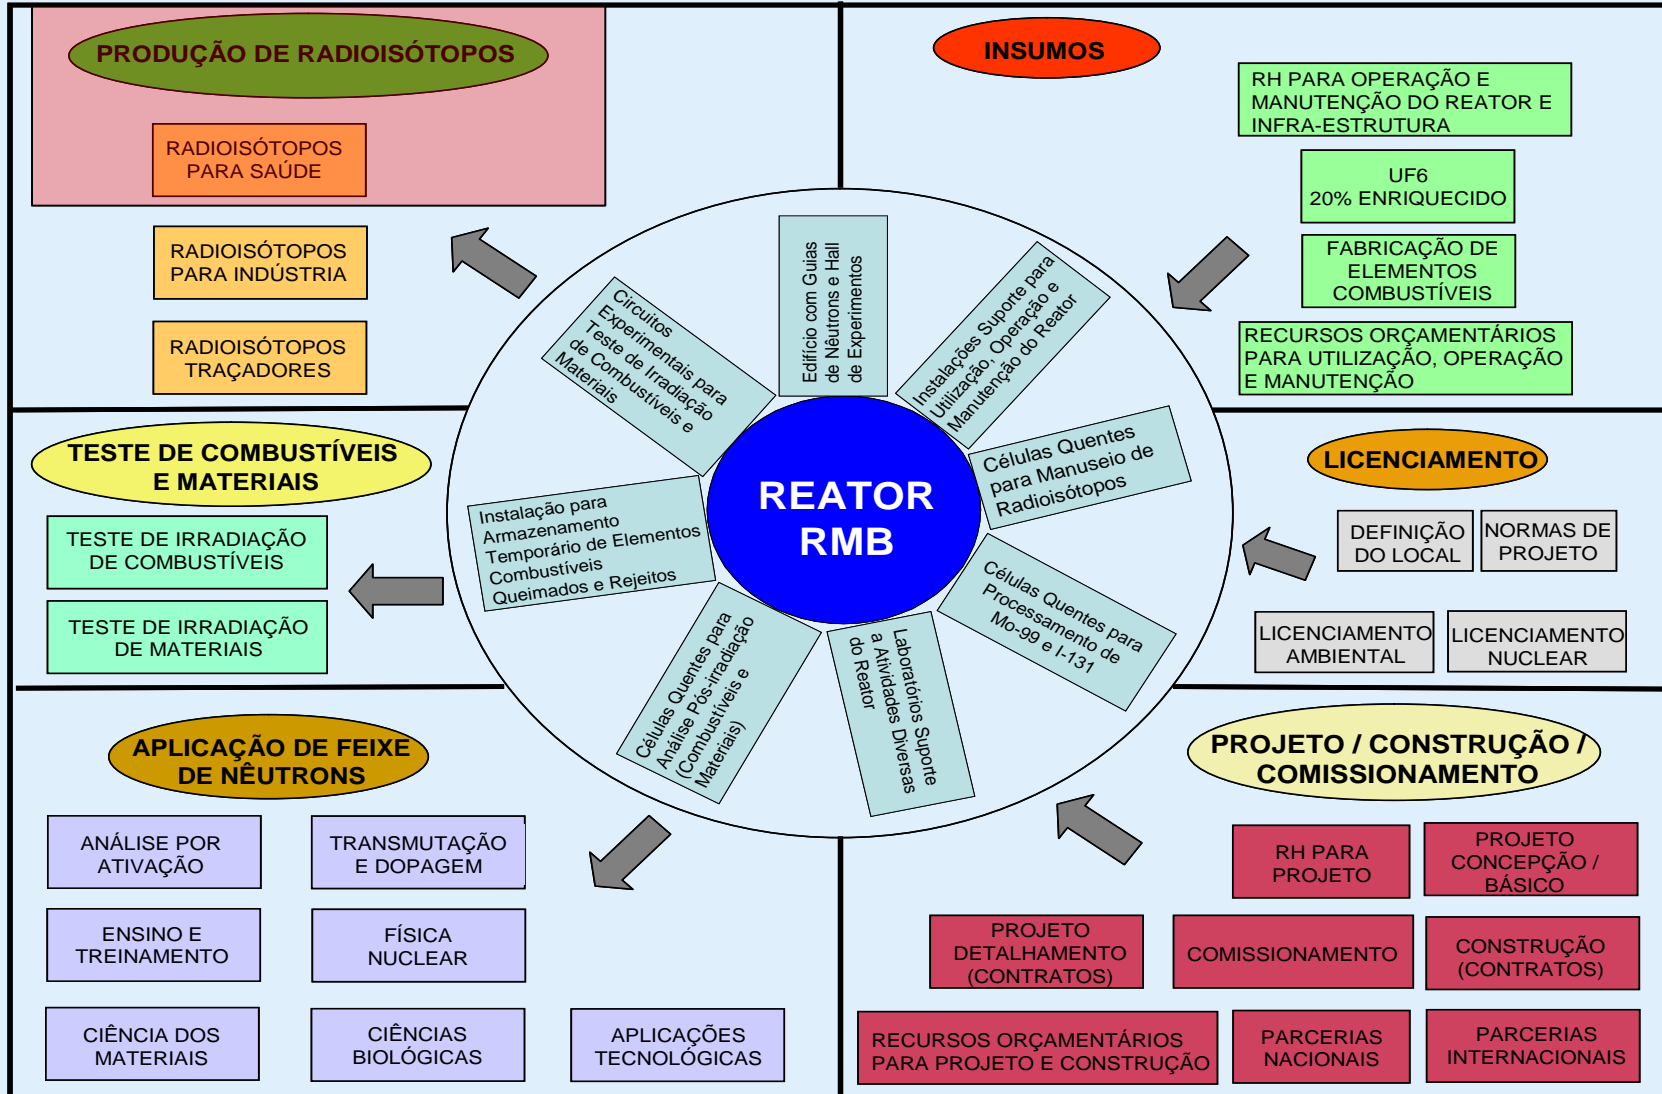 PRODUÇÃO DE RADIOISÓTOPOS
RADIOISÓTOPOS
PARA SAÚDE
RADIOISÓTOPOS
PARA INDÚSTRIA
RADIOISÓTOPOS
TRAÇADORES
INSUMOS
RH PARA OPERAÇÃO E
MANUTENÇÃO DO REATOR E
INFRA-ESTRUTURA
UF6
20% ENRIQUECIDO
FABRICAÇÃO DE
ELEMENTOS
COMBUSTÍVEIS
RECURSOS ORÇAMENTÁRIOS
PARA UTILIZAÇÃO, OPERAÇÃO
E MANUTENÇÃO
Circuitos
Experimentais para
Teste de Irradiação
de Combustíveis e
Materiais
Edifício com Guias
de Nêutrons e Hall
de Experimentos
Instalações Suporte para
Utilização, Operação e
Manutenção do Reator
Células Quentes
para Manuseio de
Radioisótopos
Células Quentes para
Processamento de
Mo-99 e I-131
Laboratórios Suporte
a Atividades Diversas
do Reator
Células Quentes para
Análise Pós-irradiação
(Combustíveis e
Materiais)
Instalação para
Armazenamento
Temporário de Elementos
Combustíveis
Queimados e Rejeitos
REATOR
RMB
TESTE DE COMBUSTÍVEIS
E MATERIAIS
TESTE DE IRRADIAÇÃO
DE COMBUSTÍVEIS
TESTE DE IRRADIAÇÃO
DE MATERIAIS
LICENCIAMENTO
DEFINIÇÃO
DO LOCAL
NORMAS DE
PROJETO
LICENCIAMENTO
AMBIENTAL
LICENCIAMENTO
NUCLEAR
APLICAÇÃO DE FEIXE
DE NÊUTRONS
ANÁLISE POR
ATIVAÇÃO
TRANSMUTAÇÃO
E DOPAGEM
ENSINO E
TREINAMENTO
FÍSICA
NUCLEAR
CIÊNCIA DOS
MATERIAIS
CIÊNCIAS
BIOLÓGICAS
APLICAÇÕES
TECNOLÓGICAS
PROJETO / CONSTRUÇÃO /
COMISSIONAMENTO
RH PARA
PROJETO
PROJETO
CONCEPÇÃO /
BÁSICO
PROJETO
DETALHAMENTO
(CONTRATOS)
COMISSIONAMENTO
CONSTRUÇÃO
(CONTRATOS)
RECURSOS ORÇAMENTÁRIOS
PARA PROJETO E CONSTRUÇÃO
PARCERIAS
NACIONAIS
PARCERIAS
INTERNACIONAIS